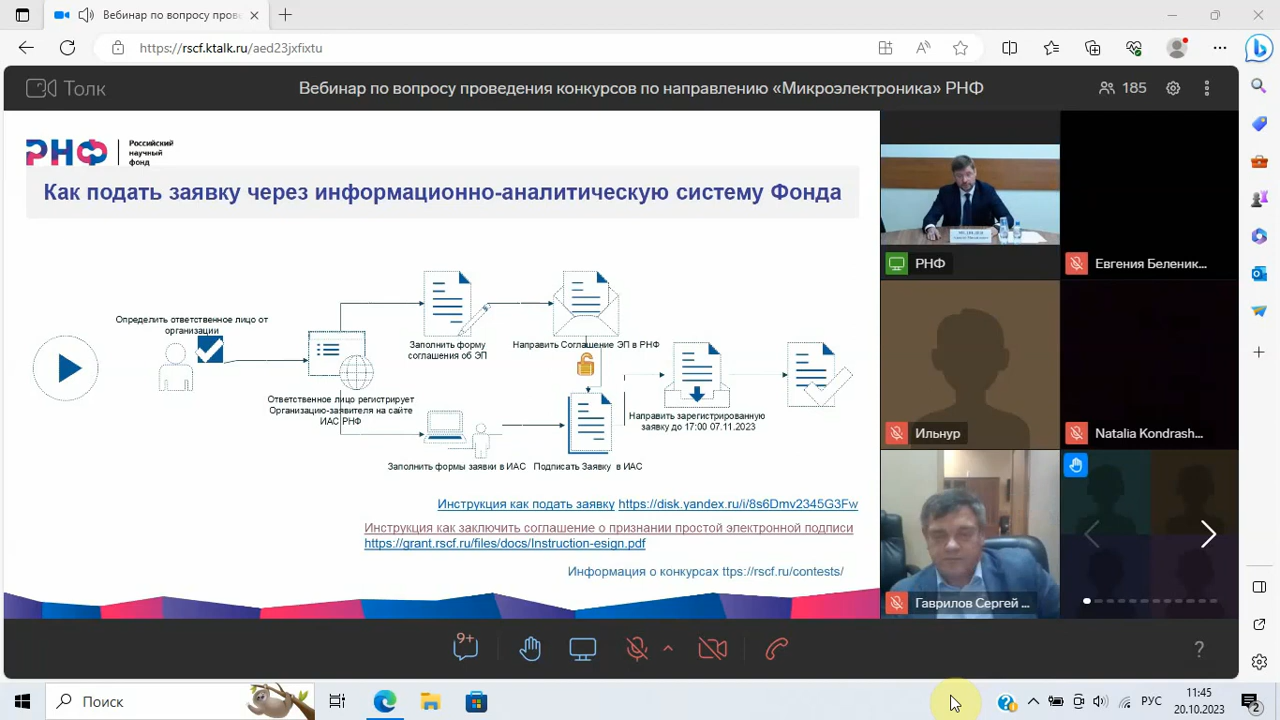 Вебинар по вопросу пров
https://rscf.ktalk.ru/aed23jxfixtu
Толк
Вебинар по вопросу проведения конкурсов по направлению «Микроэлектроника» РНФ
185
РНФ
Российский
научный
фонд
Как подать заявку через информационно-аналитическую систему Фонда
Определить ответственное лицо от
организации
Ответственное лицо регистрирует
Организацию-заявителя на сайте
ИАС РНФ
Заполнить форму
соглашения об ЭП
Направить Соглашение ЭП в РНФ
Заполнить формы заявки в ИАС
Подписать Заявку в ИАС
Направить зарегистрированную
заявку до 17:00 07.11.2023
Инструкция как подать заявку https://disk.yandex.ru/i/8s6Dmv2345G3Fw
Инструкция как заключить соглашение о признании простой электронной подписи
https://grant.rscf.ru/files/docs/Instruction-esign.pdf
Информация о конкурсах ttps://rscf.ru/contests/
РНФ
Евгения Беленик...
Ильнур
Natalia Kondrash...
Гаврилов Сергей ...
9+
?
Поиск
РУС
11:45
20.10.2023
2